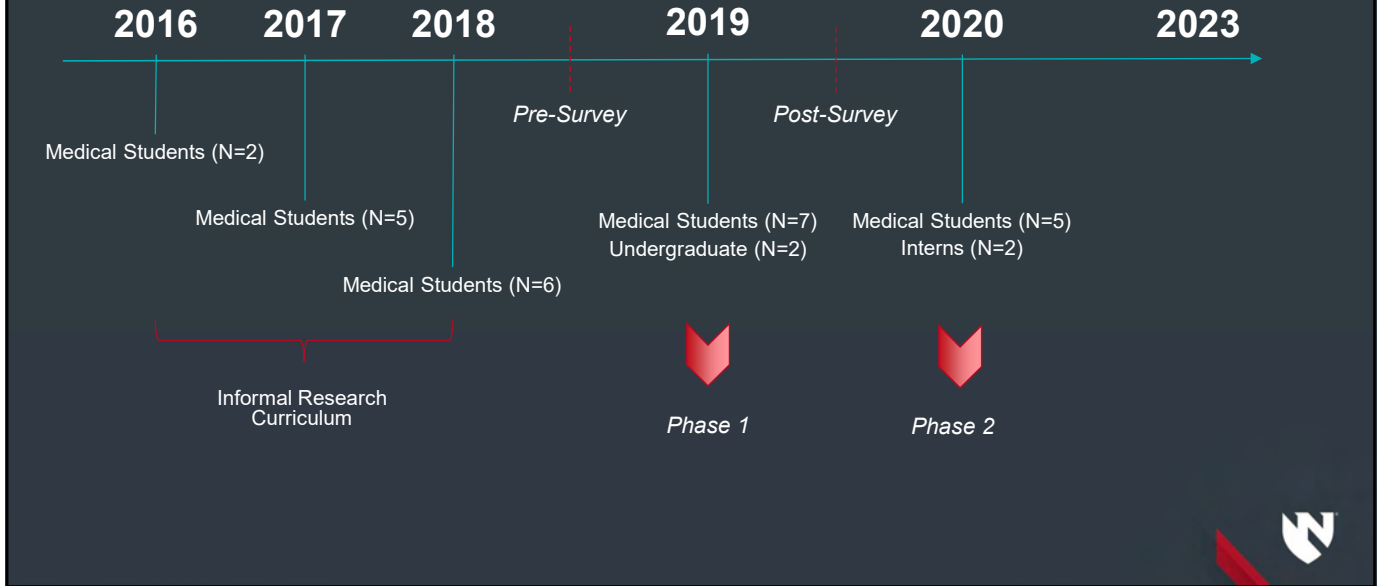 2016 2017 2018 2019 2020 2023
Pre-Survey Post-Survey
Medical Students (N=2)
Medical Students (N=5)
Medical Students (N=6)
Medical Students (N=7)
Undergraduate (N=2)
Medical Students (N=5)
Interns (N=2)
Informal Research
Curriculum
Phase 1
Phase 2
N